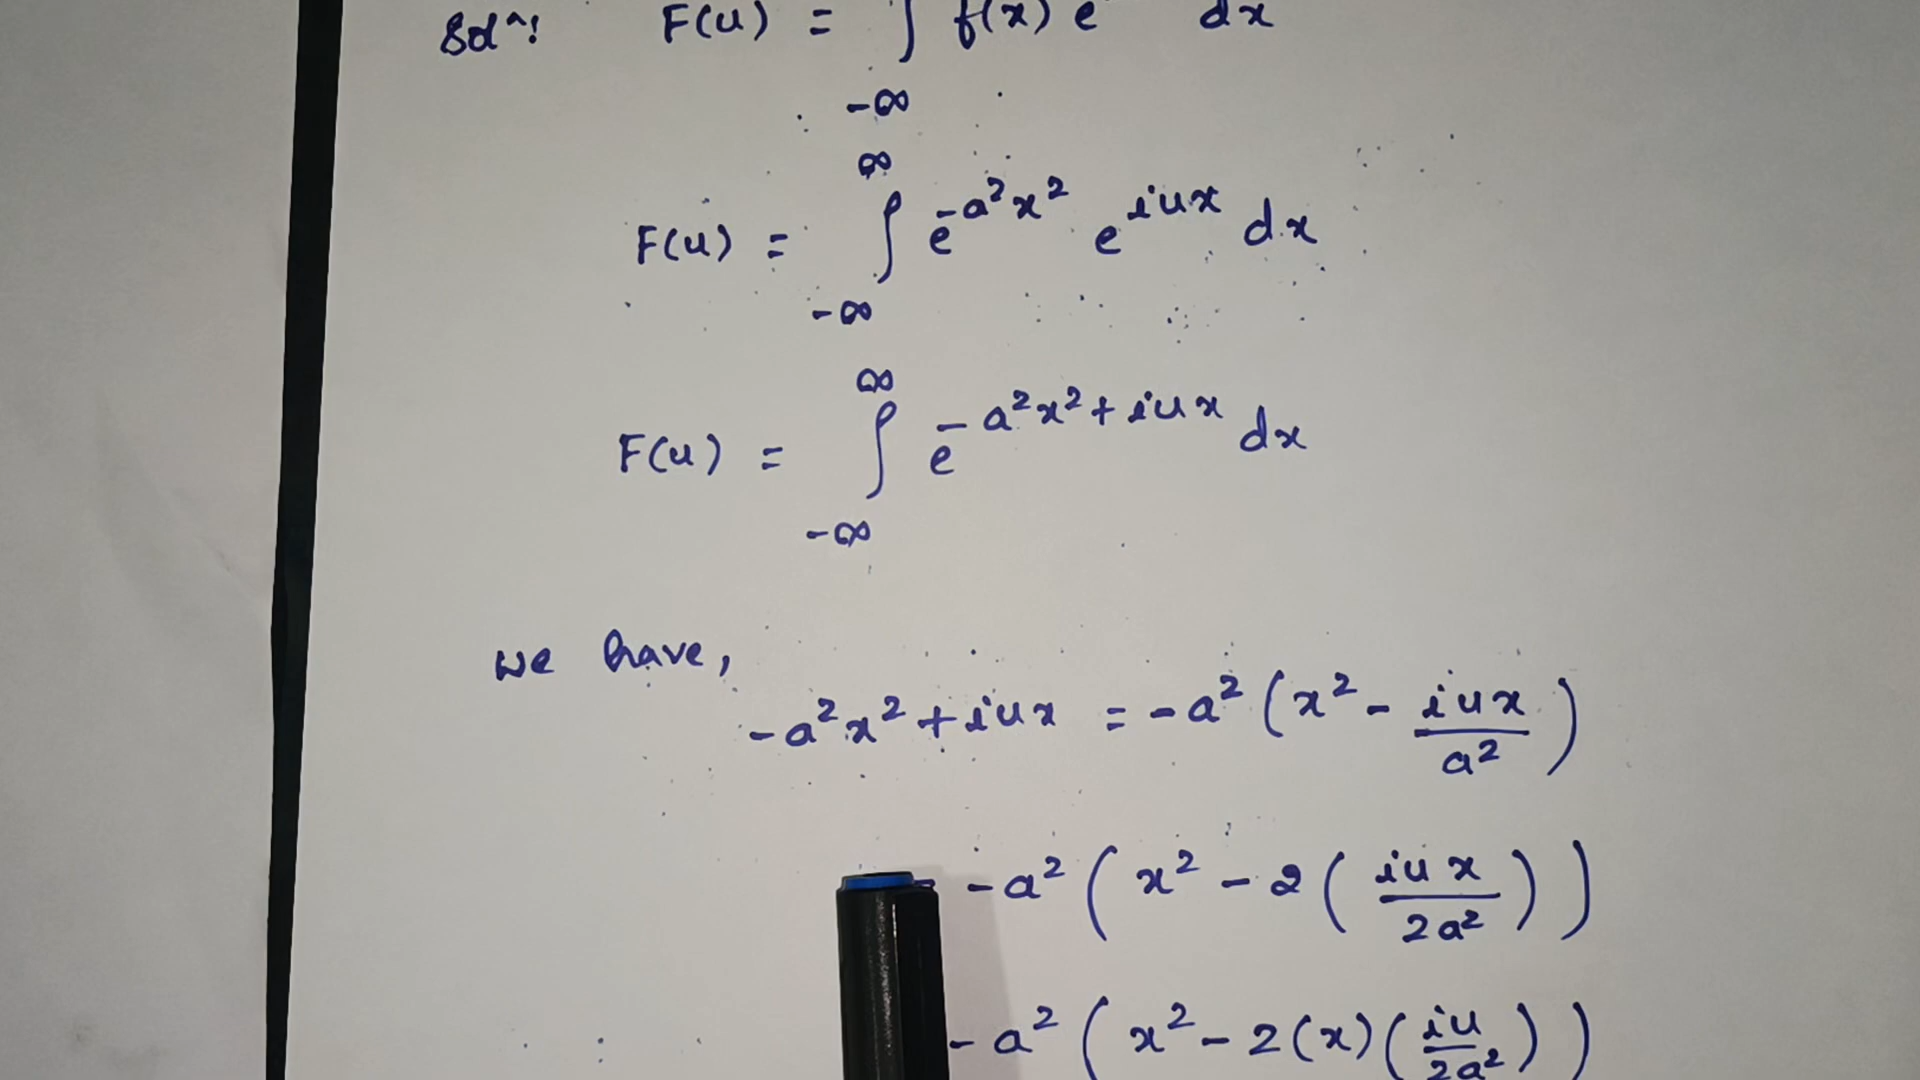 Solⁿ: F(u) = ∫ f(x) e dx
-∞
∞
F(u) = ∫ e^{-a²x²} e^{iux} dx
-∞
∞
F(u) = ∫ e^{-a²x²+iux} dx
-∞
we have,
-a²x²+iux = -a² (x² - iux/a²)
= -a² (x² - 2 (iux/2a²))
-a² (x² - 2(x)(iu/2a²))